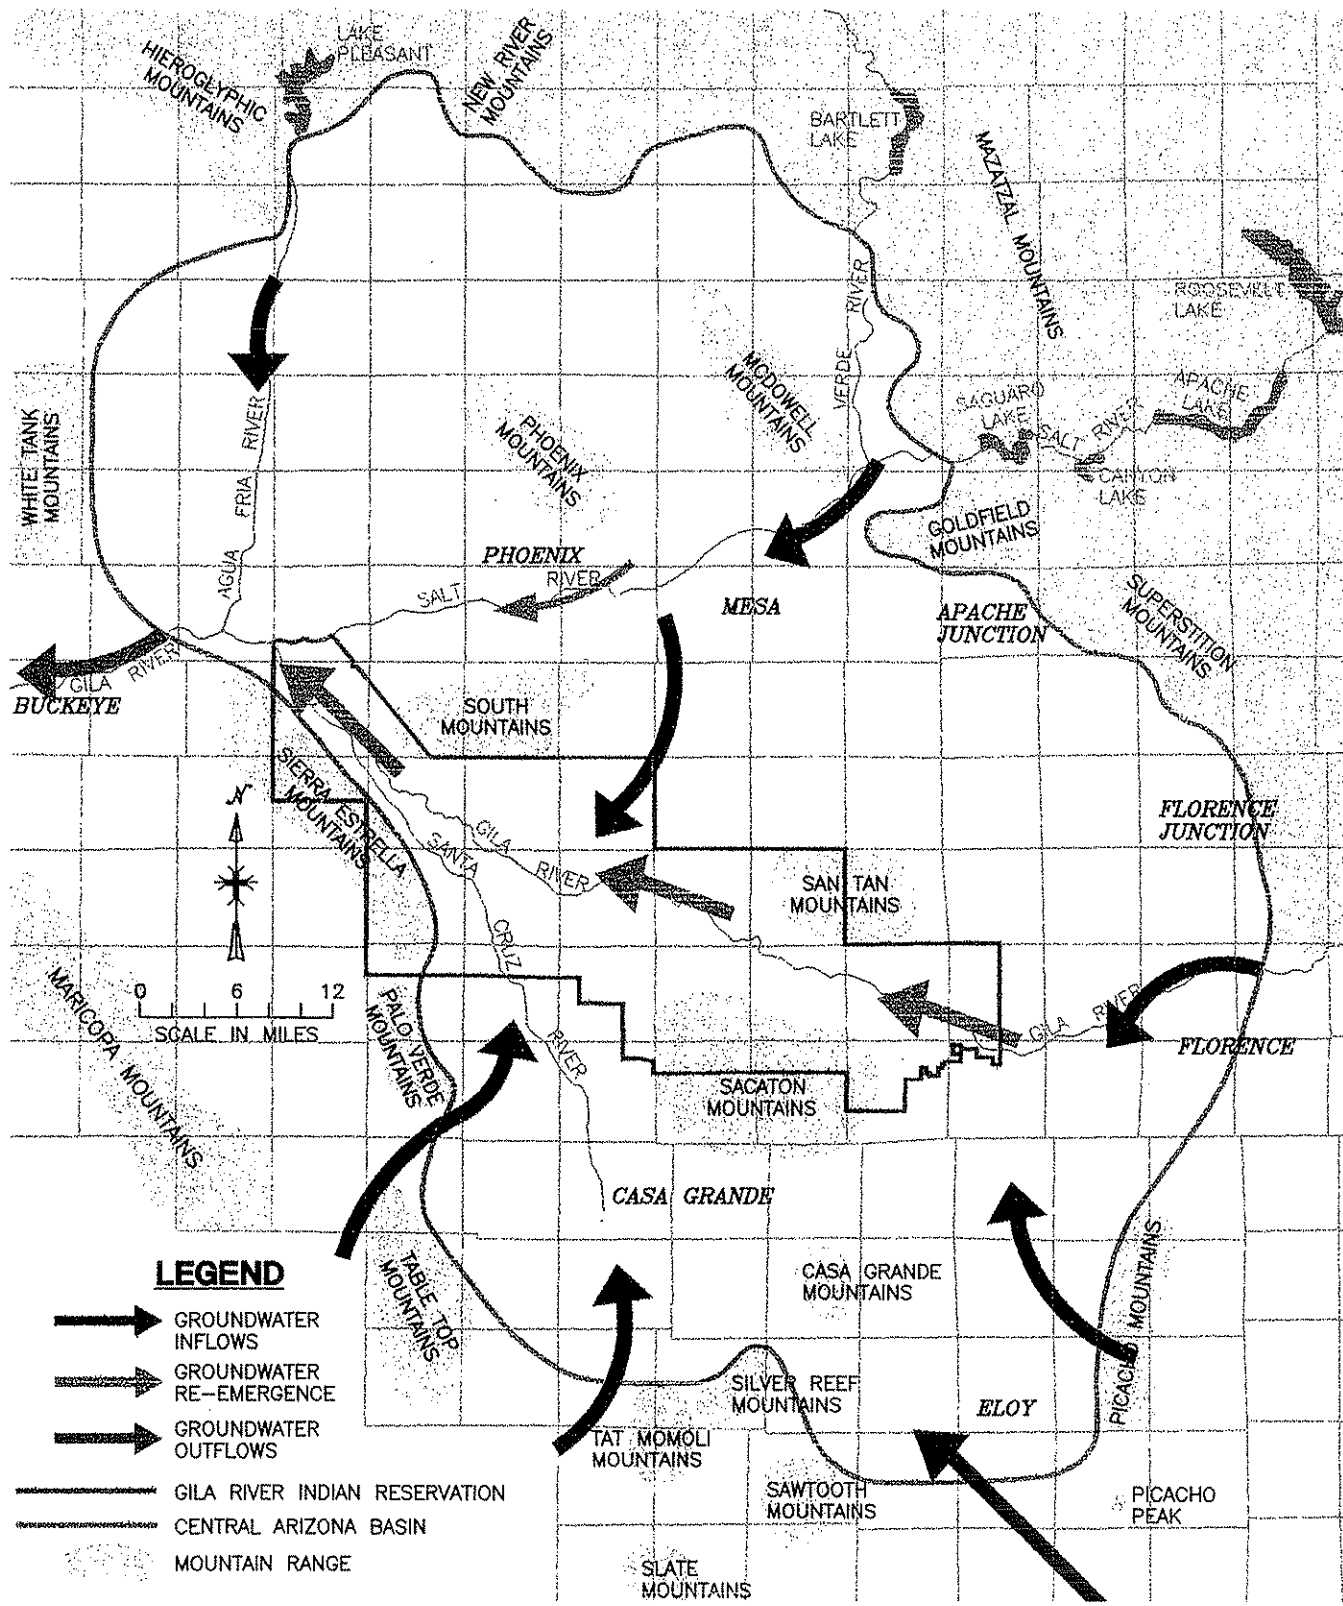 LAKE
PLEASANT
HIEROGLYPHIC
MOUNTAINS
NEW RIVER
MOUNTAINS
BARTLETT
LAKE
MAZATZAL MOUNTAINS
ROOSEVELT
LAKE
VERDE RIVER
MCDOWELL
MOUNTAINS
SAGUARO
LAKE
SALT RIVER
APACHE
LAKE
CANYON
LAKE
WHITE TANK
MOUNTAINS
AGUA FRIA RIVER
PHOENIX
MOUNTAINS
GOLDFIELD
MOUNTAINS
PHOENIX
SALT RIVER
MESA
APACHE
JUNCTION
SUPERSTITION
MOUNTAINS
GILA RIVER
BUCKEYE
SOUTH
MOUNTAINS
SIERRA ESTRELLA
MOUNTAINS
N
GILA RIVER
SANTA CRUZ RIVER
FLORENCE
JUNCTION
SAN TAN
MOUNTAINS
MARICOPA MOUNTAINS
0 6 12
SCALE IN MILES
PALO VERDE
MOUNTAINS
GILA RIVER
FLORENCE
SACATON
MOUNTAINS
CASA GRANDE
TABLE TOP
MOUNTAINS
CASA GRANDE
MOUNTAINS
PICACHO MOUNTAINS
SILVER REEF
MOUNTAINS
ELOY
TAT MOMOLI
MOUNTAINS
SAWTOOTH
MOUNTAINS
PICACHO
PEAK
SLATE
MOUNTAINS
LEGEND
GROUNDWATER
INFLOWS
GROUNDWATER
RE-EMERGENCE
GROUNDWATER
OUTFLOWS
GILA RIVER INDIAN RESERVATION
CENTRAL ARIZONA BASIN
MOUNTAIN RANGE